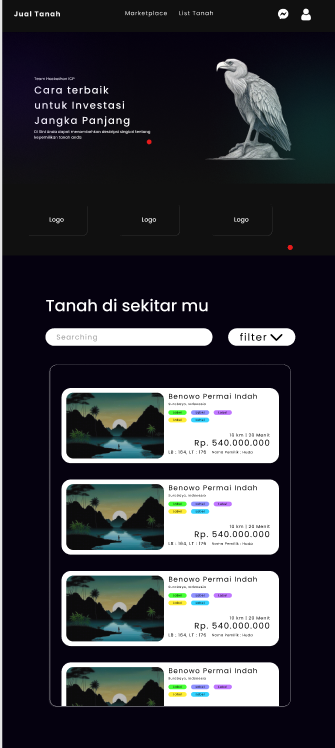 Jual Tanah
Marketplace
List Tanah
Team Hackathon ICP
Cara terbaik
untuk Investasi
Jangka Panjang
Di Sini Anda dapat menambahkan deskripsi singkat tentang
kepemilikan tanah anda
Logo
Logo
Logo
Tanah di sekitar mu
Searching
filter
Benowo Permai Indah
Surabaya, Indonesia
Label Label Label
Label Label
10 km | 20 Menit
Rp. 540.000.000
LB : 164, LT : 176 Nama Pemilik : Huda
Benowo Permai Indah
Surabaya, Indonesia
Label Label Label
Label Label
10 km | 20 Menit
Rp. 540.000.000
LB : 164, LT : 176 Nama Pemilik : Huda
Benowo Permai Indah
Surabaya, Indonesia
Label Label Label
Label Label
10 km | 20 Menit
Rp. 540.000.000
LB : 164, LT : 176 Nama Pemilik : Huda
Benowo Permai Indah
Surabaya, Indonesia
Label Label Label
Label Label